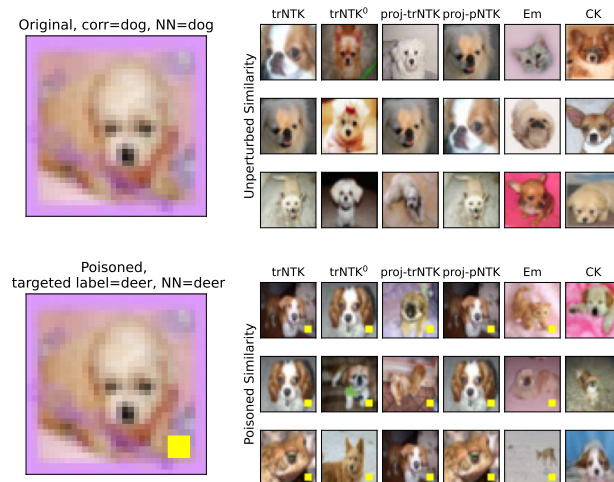 Original, corr=dog, NN=dog
trNTK trNTK⁰ proj-trNTK proj-pNTK Em CK
Unperturbed Similarity
Poisoned,
targeted label=deer, NN=deer
trNTK trNTK⁰ proj-trNTK proj-pNTK Em CK
Poisoned Similarity